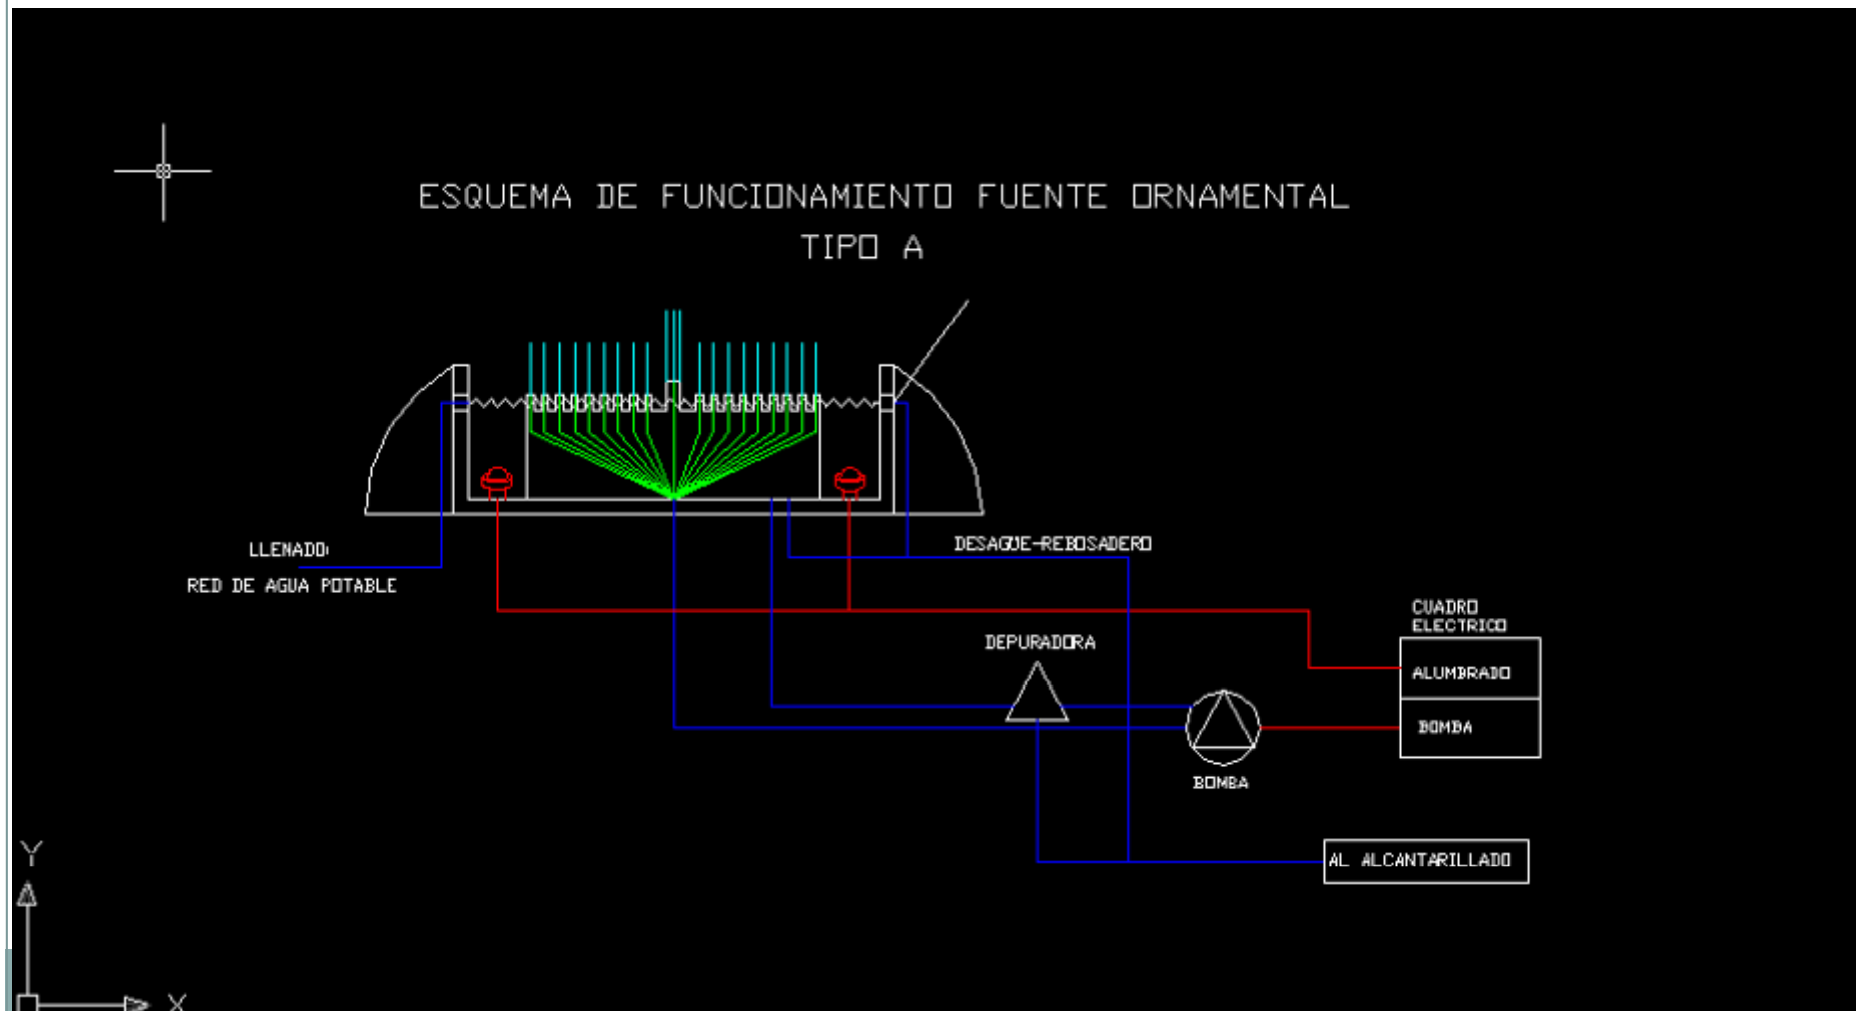 ESQUEMA DE FUNCIONAMIENTO FUENTE ORNAMENTAL
TIPO A
LLENADO:
RED DE AGUA POTABLE
DESAGÜE-REBOSADERO
CUADRO
ELECTRICO
DEPURADORA
ALUMBRADO
BOMBA
BOMBA
AL ALCANTARILLADO
Y
X